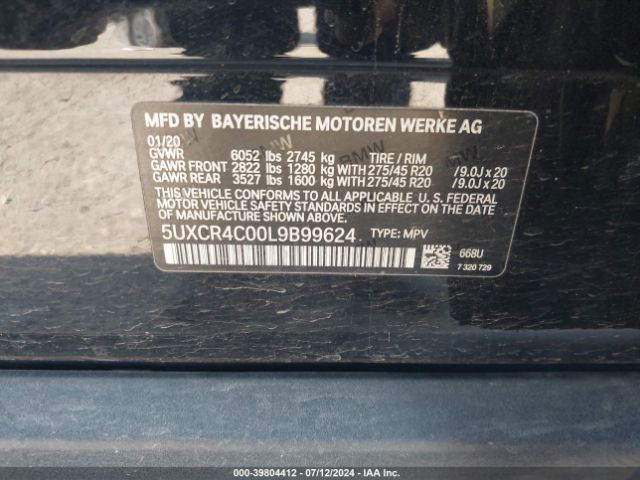 MFD BY BAYERISCHE MOTOREN WERKE AG
01/20
GVWR 6052 lbs 2745 kg TIRE / RIM
GAWR FRONT 2822 lbs 1280 kg WITH 275/45 R20 / 9.0J x 20
GAWR REAR 3527 lbs 1600 kg WITH 275/45 R20 / 9.0J x 20
THIS VEHICLE CONFORMS TO ALL APPLICABLE U.S. FEDERAL
MOTOR VEHICLE SAFETY STANDARDS IN EFFECT ON THE
DATE OF MANUFACTURE SHOWN ABOVE.
5UXCR4C00L9B99624 TYPE: MPV
668U
7 320 729
000-39804412 - 07/12/2024 - IAA Inc.